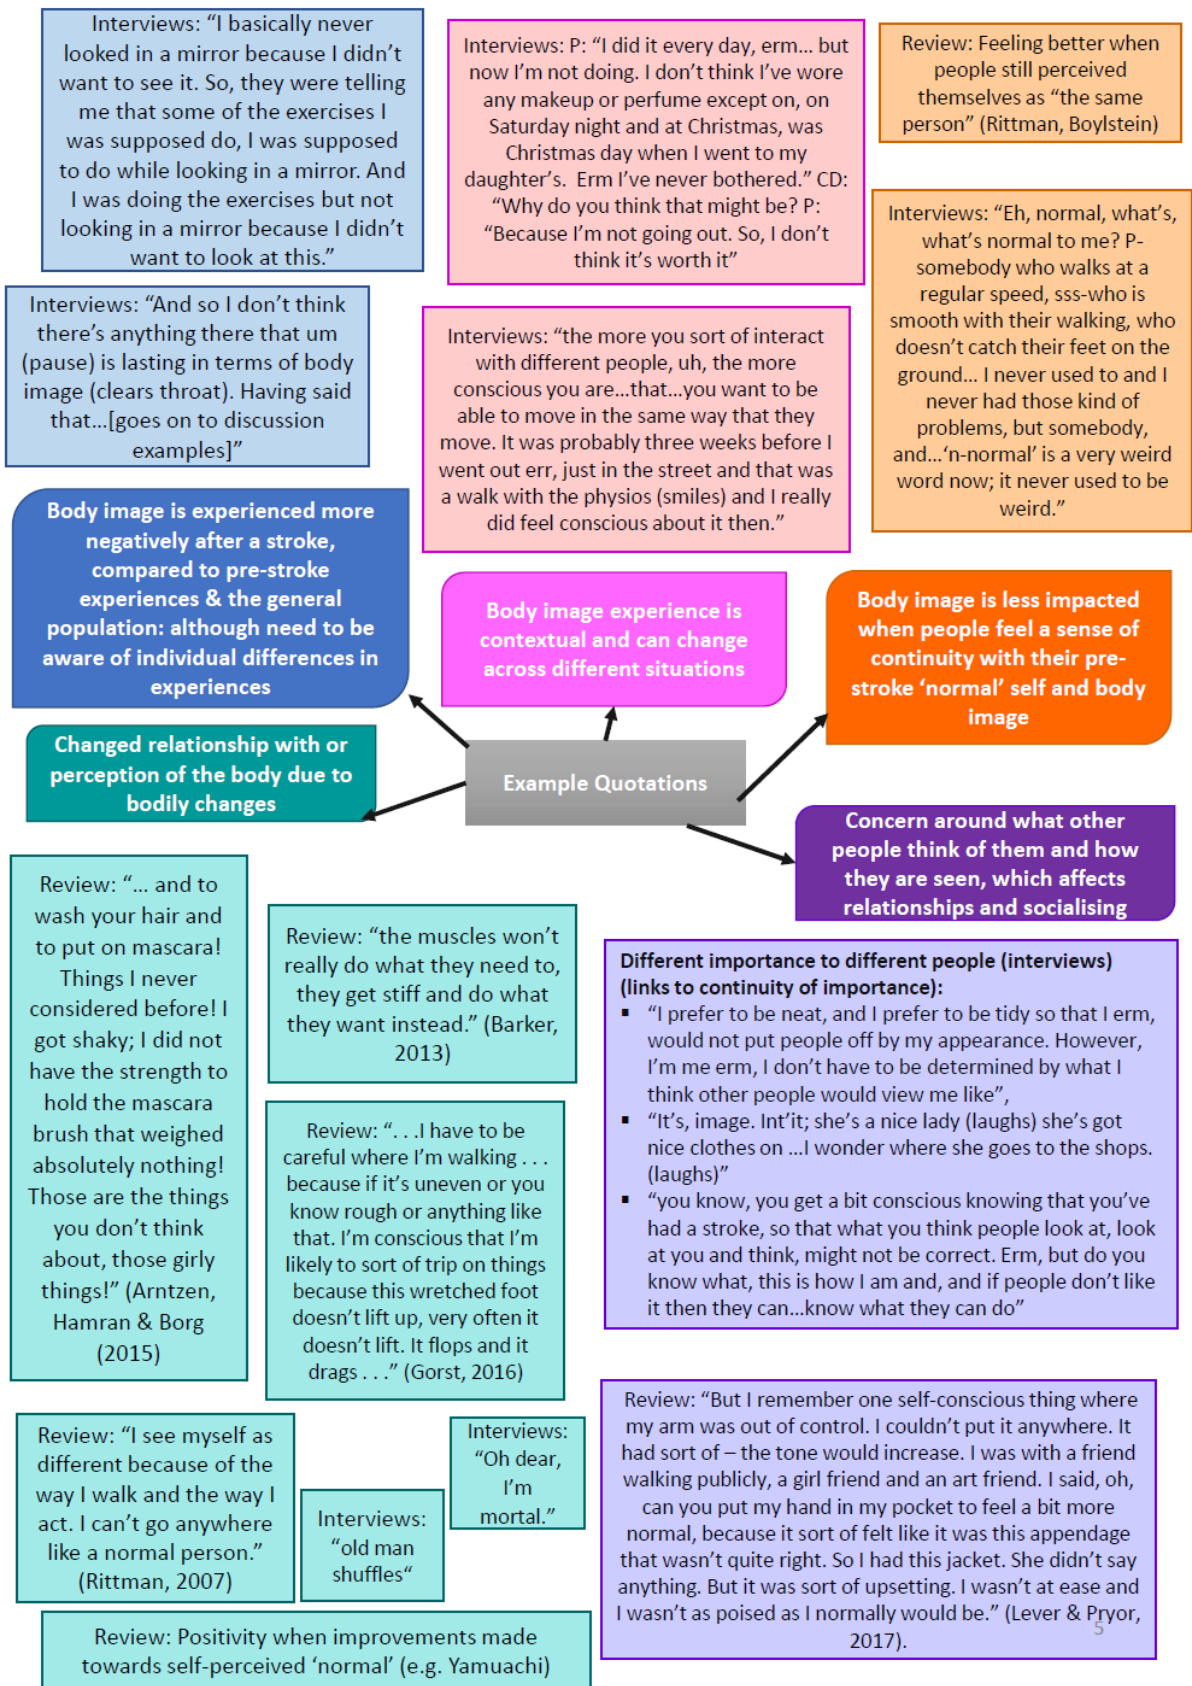 Interviews: “I basically never
looked in a mirror because I didn’t
want to see it. So, they were telling
me that some of the exercises I
was supposed do, I was supposed
to do while looking in a mirror. And
I was doing the exercises but not
looking in a mirror because I didn’t
want to look at this.”
Interviews: P: “I did it every day, erm… but
now I’m not doing. I don’t think I’ve wore
any makeup or perfume except on, on
Saturday night and at Christmas, was
Christmas day when I went to my
daughter’s.  Erm I’ve never bothered.” CD:
“Why do you think that might be? P:
“Because I’m not going out. So, I don’t
think it’s worth it”
Review: Feeling better when
people still perceived
themselves as “the same
person” (Rittman, Boylstein)
Interviews: “And so I don’t think
there’s anything there that um
(pause) is lasting in terms of body
image (clears throat). Having said
that…[goes on to discussion
examples]”
Interviews: “the more you sort of interact
with different people, uh, the more
conscious you are…that…you want to be
able to move in the same way that they
move. It was probably three weeks before I
went out err, just in the street and that was
a walk with the physios (smiles) and I really
did feel conscious about it then.”
Interviews: “Eh, normal, what’s,
what’s normal to me? P-
somebody who walks at a
regular speed, sss-who is
smooth with their walking, who
doesn’t catch their feet on the
ground… I never used to and I
never had those kind of
problems, but somebody,
and…‘n-normal’ is a very weird
word now; it never used to be
weird.”
Body image is experienced more
negatively after a stroke,
compared to pre-stroke
experiences & the general
population: although need to be
aware of individual differences in
experiences
Body image experience is
contextual and can change
across different situations
Body image is less impacted
when people feel a sense of
continuity with their pre-
stroke ‘normal’ self and body
image
Changed relationship with or
perception of the body due to
bodily changes
Example Quotations
Concern around what other
people think of them and how
they are seen, which affects
relationships and socialising
Review: “… and to
wash your hair and
to put on mascara!
Things I never
considered before! I
got shaky; I did not
have the strength to
hold the mascara
brush that weighed
absolutely nothing!
Those are the things
you don’t think
about, those girly
things!” (Arntzen,
Hamran & Borg
(2015)
Review: “the muscles won’t
really do what they need to,
they get stiff and do what
they want instead.” (Barker,
2013)
Review: “. . .I have to be
careful where I’m walking . . .
because if it’s uneven or you
know rough or anything like
that. I’m conscious that I’m
likely to sort of trip on things
because this wretched foot
doesn’t lift up, very often it
doesn’t lift. It flops and it
drags . . .” (Gorst, 2016)
Different importance to different people (interviews)
(links to continuity of importance):
▪ “I prefer to be neat, and I prefer to be tidy so that I erm,
would not put people off by my appearance. However,
I’m me erm, I don’t have to be determined by what I
think other people would view me like”,
▪ “It’s, image. Int’it; she’s a nice lady (laughs) she’s got
nice clothes on …I wonder where she goes to the shops.
(laughs)”
▪ “you know, you get a bit conscious knowing that you’ve
had a stroke, so that what you think people look at, look
at you and think, might not be correct. Erm, but do you
know what, this is how I am and, and if people don’t like
it then they can…know what they can do”
Review: “I see myself as
different because of the
way I walk and the way I
act. I can’t go anywhere
like a normal person.”
(Rittman, 2007)
Interviews:
“old man
shuffles“
Interviews:
“Oh dear,
I’m
mortal.”
Review: “But I remember one self-conscious thing where
my arm was out of control. I couldn’t put it anywhere. It
had sort of – the tone would increase. I was with a friend
walking publicly, a girl friend and an art friend. I said, oh,
can you put my hand in my pocket to feel a bit more
normal, because it sort of felt like it was this appendage
that wasn’t quite right. So I had this jacket. She didn’t say
anything. But it was sort of upsetting. I wasn’t at ease and
I wasn’t as poised as I normally would be.” (Lever & Pryor,
2017).
5
Review: Positivity when improvements made
towards self-perceived ‘normal’ (e.g. Yamuachi)